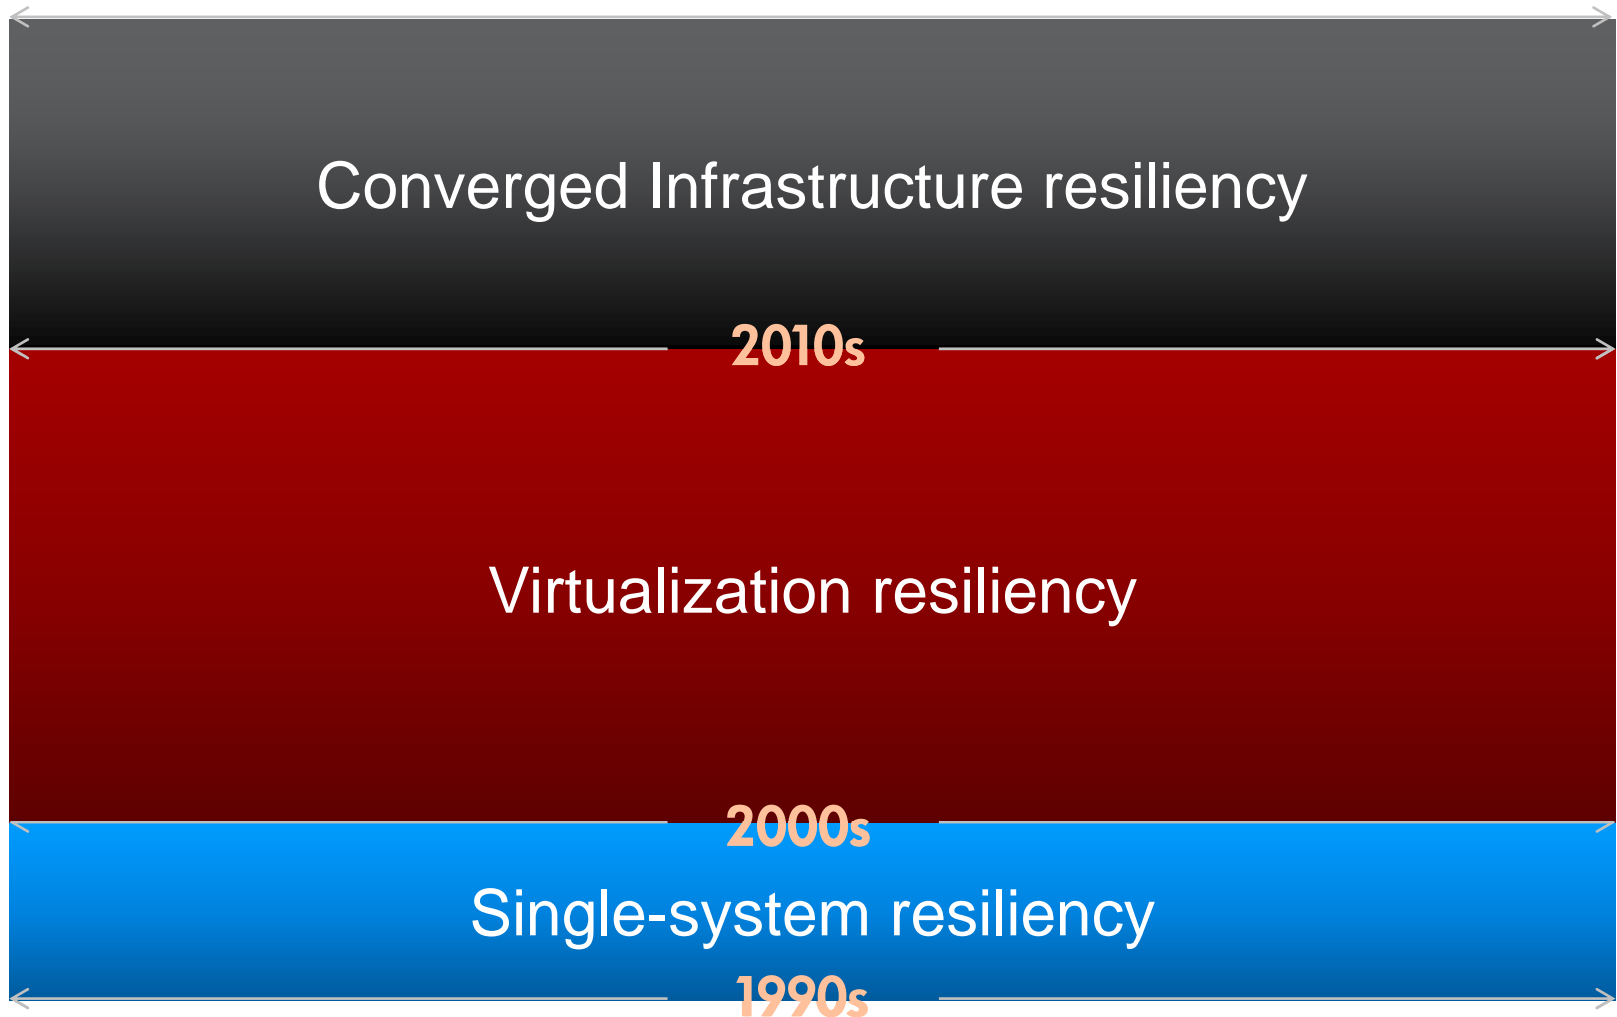 Converged Infrastructure resiliency
2010s
Virtualization resiliency
2000s
Single-system resiliency
1990s